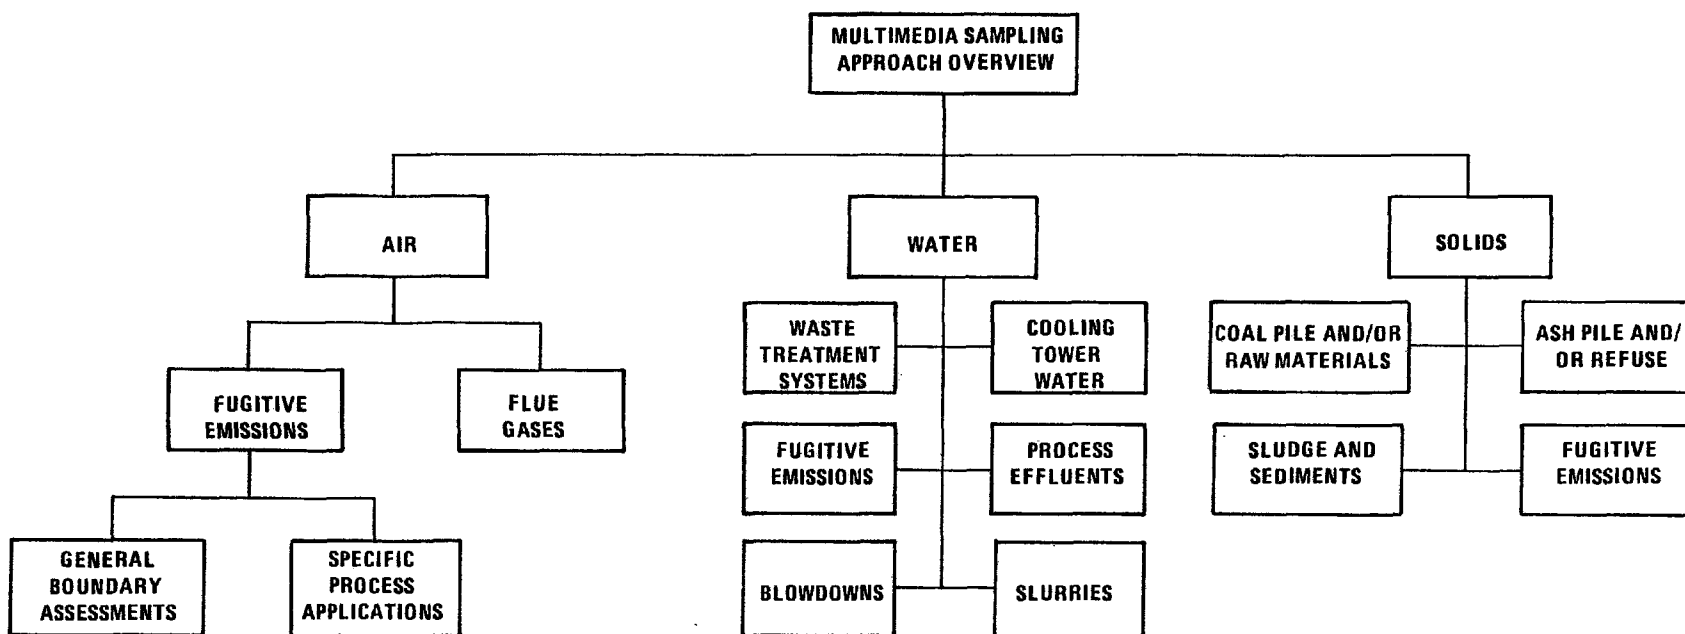 MULTIMEDIA SAMPLING
APPROACH OVERVIEW
AIR
WATER
SOLIDS
FUGITIVE
EMISSIONS
FLUE
GASES
GENERAL
BOUNDARY
ASSESSMENTS
SPECIFIC
PROCESS
APPLICATIONS
WASTE
TREATMENT
SYSTEMS
COOLING
TOWER
WATER
FUGITIVE
EMISSIONS
PROCESS
EFFLUENTS
BLOWDOWNS
SLURRIES
COAL PILE AND/OR
RAW MATERIALS
ASH PILE AND/
OR REFUSE
SLUDGE AND
SEDIMENTS
FUGITIVE
EMISSIONS